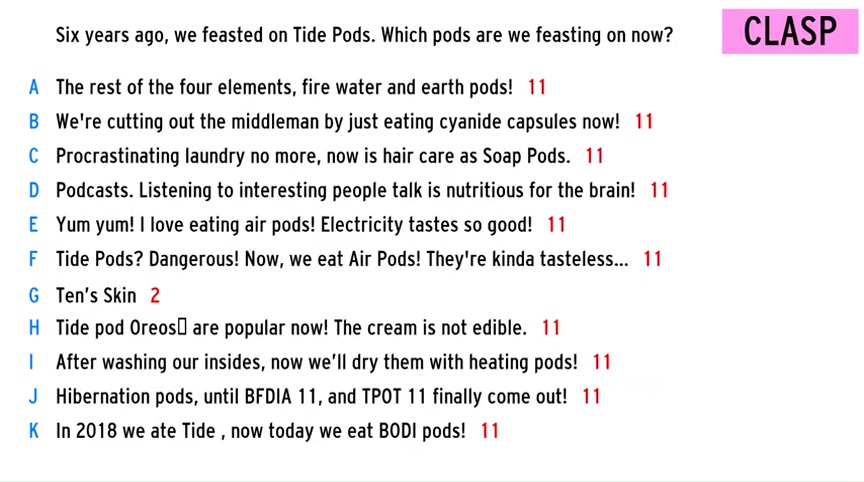 Six years ago, we feasted on Tide Pods. Which pods are we feasting on now?
CLASP
A The rest of the four elements, fire water and earth pods! 11
B We're cutting out the middleman by just eating cyanide capsules now! 11
C Procrastinating laundry no more, now is hair care as Soap Pods. 11
D Podcasts. Listening to interesting people talk is nutritious for the brain! 11
E Yum yum! I love eating air pods! Electricity tastes so good! 11
F Tide Pods? Dangerous! Now, we eat Air Pods! They're kinda tasteless... 11
G Ten’s Skin 2
H Tide pod Oreos▯ are popular now! The cream is not edible. 11
I After washing our insides, now we’ll dry them with heating pods! 11
J Hibernation pods, until BFDIA 11, and TPOT 11 finally come out! 11
K In 2018 we ate Tide , now today we eat BODI pods! 11